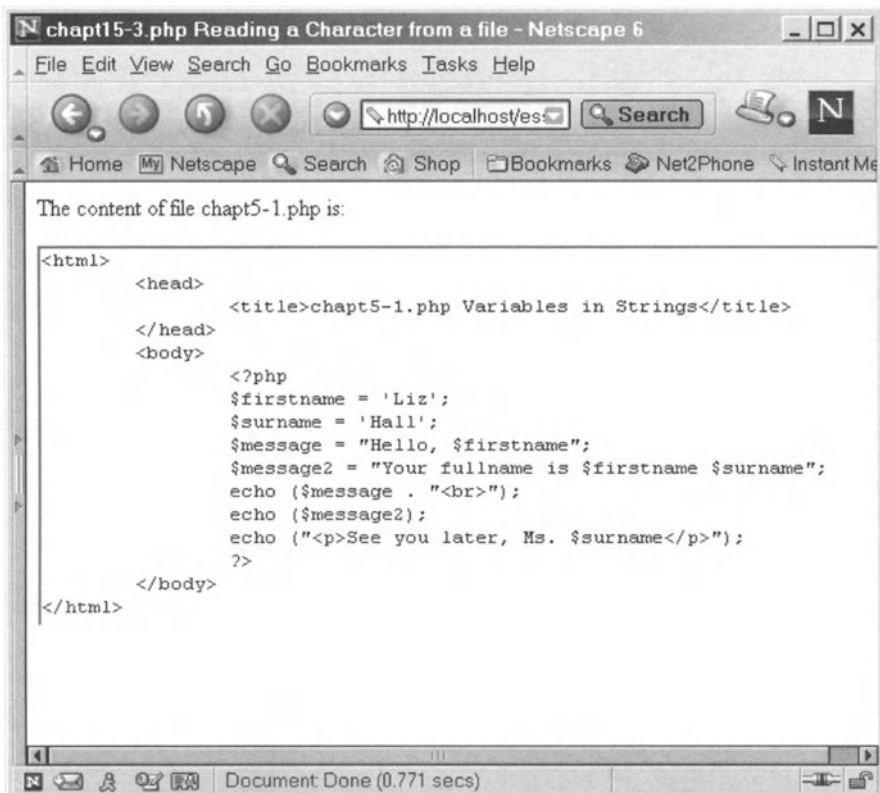 N chapt15-3.php Reading a Character from a file - Netscape 6
File Edit View Search Go Bookmarks Tasks Help
http://localhost/es Search N
Home My Netscape Search Shop Bookmarks Net2Phone Instant Me
The content of file chapt5-1.php is:
<html>
<head>
<title>chapt5-1.php Variables in Strings</title>
</head>
<body>
<?php
$firstname = 'Liz';
$surname = 'Hall';
$message = "Hello, $firstname";
$message2 = "Your fullname is $firstname $surname";
echo ($message . "<br>");
echo ($message2);
echo ("<p>See you later, Ms. $surname</p>");
?>
</body>
</html>
N Document: Done (0.771 secs)